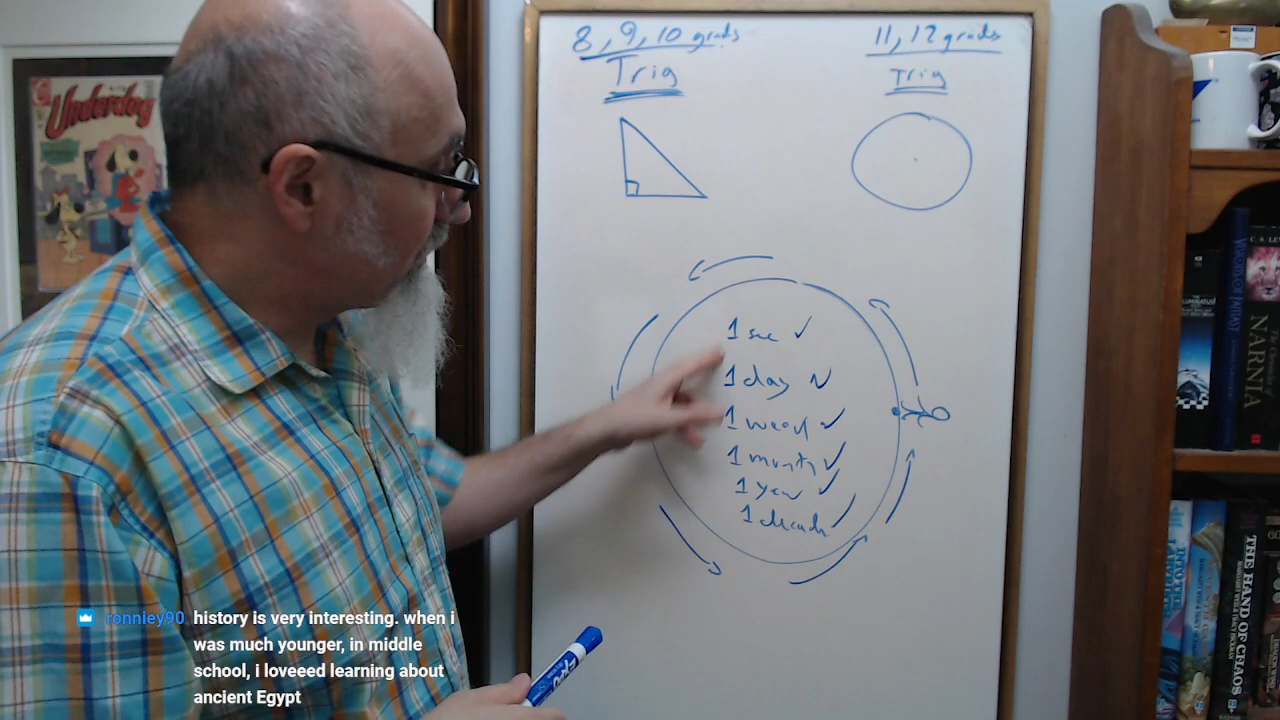 8, 9, 10 grads
Trig
11, 12 grads
Trig
1 sec ✓
1 day
1 week ✓
1 month ✓
1 year ✓
1 decade
Underdog
NARNIA
THE HAND OF CHAOS
ronniey90 history is very interesting. when i
was much younger, in middle
school, i loveeed learning about
ancient Egypt